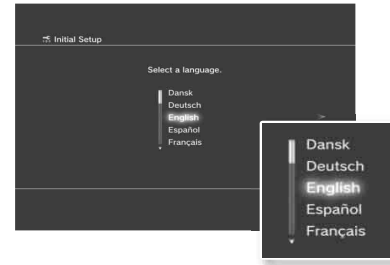 Initial Setup
Select a language.
Dansk
Deutsch
English
Español
Français
Dansk
Deutsch
English
Español
Français